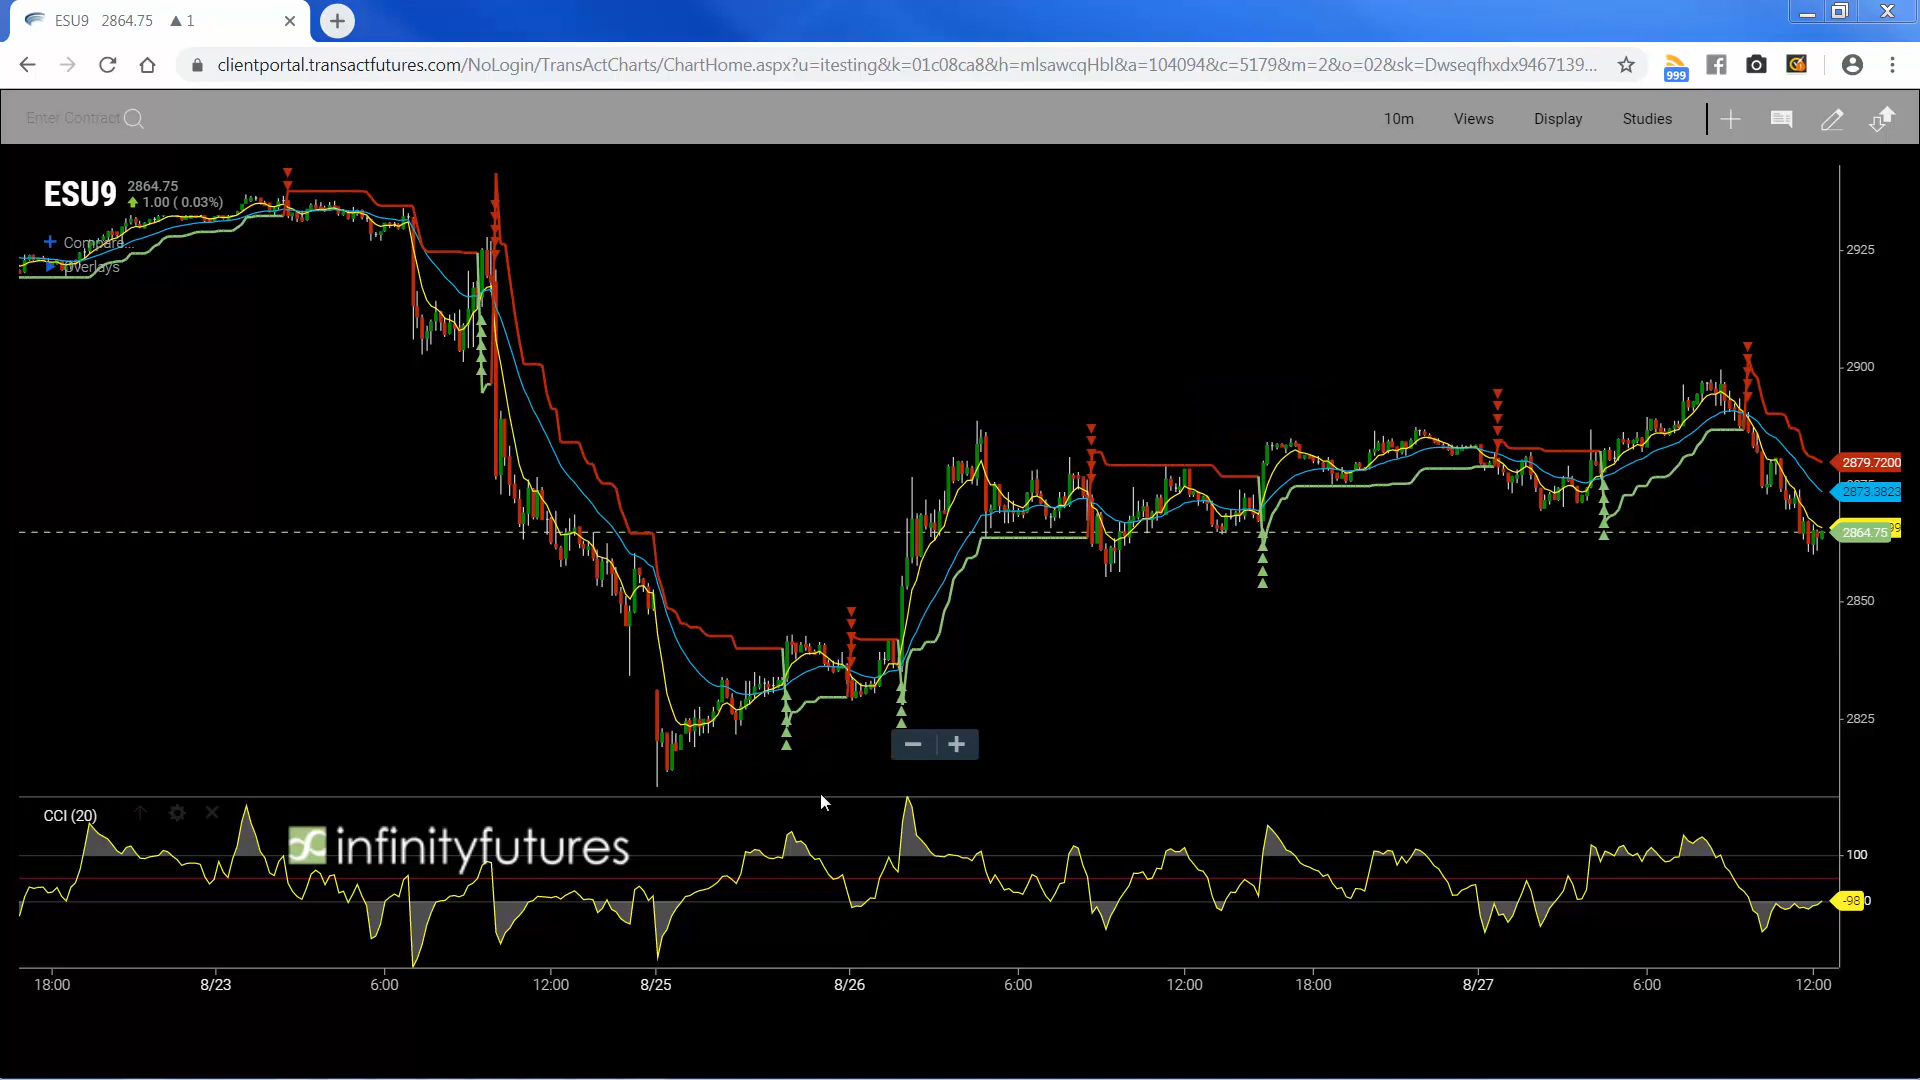 ESU9 2864.75 ▲ 1
clientportal.transactfutures.com/NoLogin/TransActCharts/ChartHome.aspx?u=itesting&k=01c08ca8&h=mlsawcqHbl&a=104094&c=5179&m=2&o=02&sk=Dwseqfhxdx9467139...
999
Enter Contract
10m Views Display Studies
ESU9 2864.75
1.00 ( 0.03%)
Compare...
Overlays
2925
2900
2879.7200
2873.3823
2864.75
2850
2825
CCI (20)
infinityfutures
100
-98
18:00 8/23 6:00 12:00 8/25 8/26 6:00 12:00 18:00 8/27 6:00 12:00